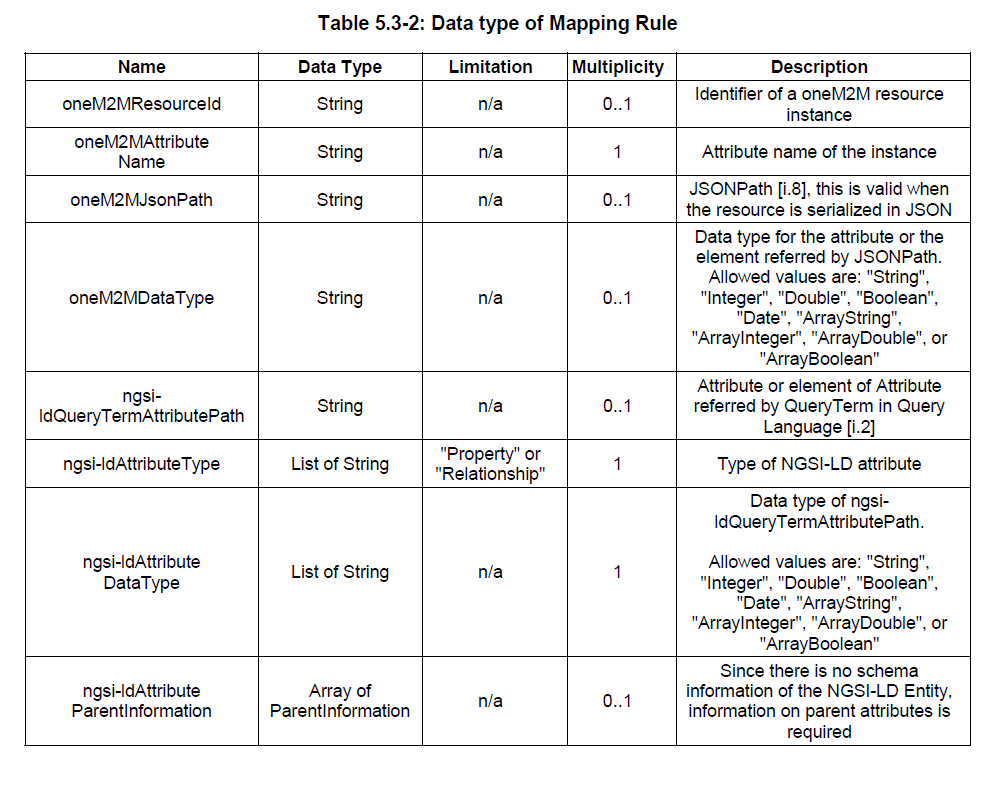 Table 5.3-2: Data type of Mapping Rule
Name Data Type Limitation Multiplicity Description
oneM2MResourceId String n/a 0..1 Identifier of a oneM2M resource
instance
oneM2MAttribute
Name String n/a 1 Attribute name of the instance
oneM2MJsonPath String n/a 0..1 JSONPath [i.8], this is valid when
the resource is serialized in JSON
oneM2MDataType String n/a 0..1 Data type for the attribute or the
element referred by JSONPath.
Allowed values are: "String",
"Integer", "Double", "Boolean",
"Date", "ArrayString",
"ArrayInteger", "ArrayDouble", or
"ArrayBoolean"
ngsi-
ldQueryTermAttributePath String n/a 0..1 Attribute or element of Attribute
referred by QueryTerm in Query
Language [i.2]
ngsi-ldAttributeType List of String "Property" or
"Relationship" 1 Type of NGSI-LD attribute
ngsi-ldAttribute
DataType List of String n/a 1 Data type of ngsi-
ldQueryTermAttributePath.
Allowed values are: "String",
"Integer", "Double", "Boolean",
"Date", "ArrayString",
"ArrayInteger", "ArrayDouble", or
"ArrayBoolean"
ngsi-ldAttribute
ParentInformation Array of
ParentInformation n/a 0..1 Since there is no schema
information of the NGSI-LD Entity,
information on parent attributes is
required